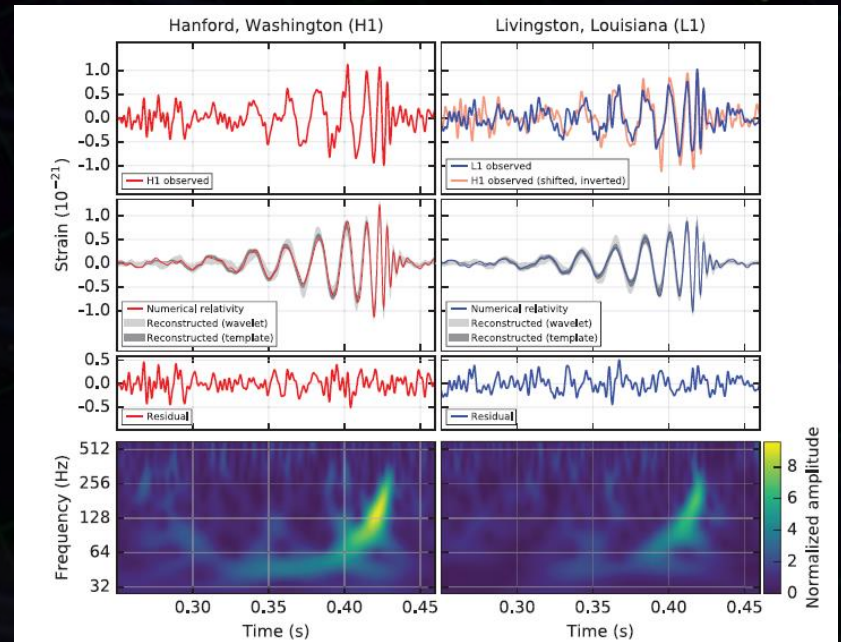 Hanford, Washington (H1)
Livingston, Louisiana (L1)
1.0
0.5
0.0
-0.5
-1.0
H1 observed
L1 observed
H1 observed (shifted, inverted)
Strain (10⁻²¹)
1.0
0.5
0.0
-0.5
-1.0
Numerical relativity
Reconstructed (wavelet)
Reconstructed (template)
Numerical relativity
Reconstructed (wavelet)
Reconstructed (template)
0.5
0.0
-0.5
Residual
Residual
Frequency (Hz)
512
256
128
64
32
8
6
4
2
0
Normalized amplitude
0.30
0.35
0.40
0.45
0.30
0.35
0.40
0.45
Time (s)
Time (s)